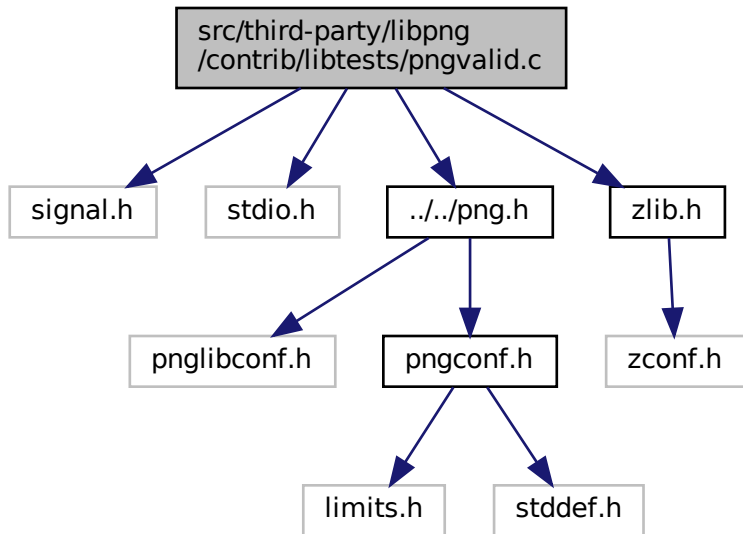 src/third-party/libpng
/contrib/libtests/pngvalid.c
signal.h
stdio.h
../../png.h
zlib.h
pnglibconf.h
pngconf.h
zconf.h
limits.h
stddef.h